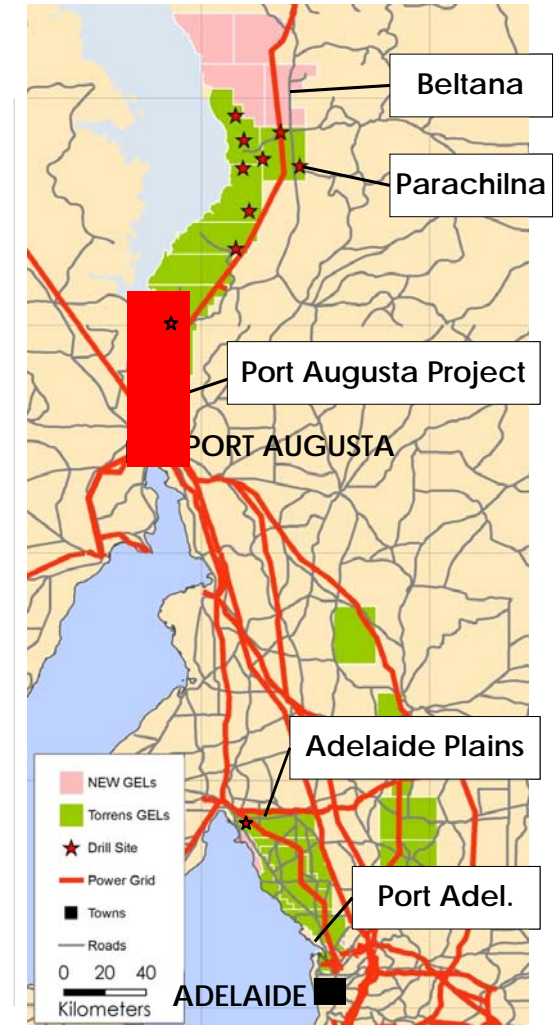 Beltana
Parachilna
Port Augusta Project
PORT AUGUSTA
Adelaide Plains
NEW GELs
Torrens GELs
Drill Site
Power Grid
Towns
Roads
0 20 40
Kilometers
Port Adel.
ADELAIDE